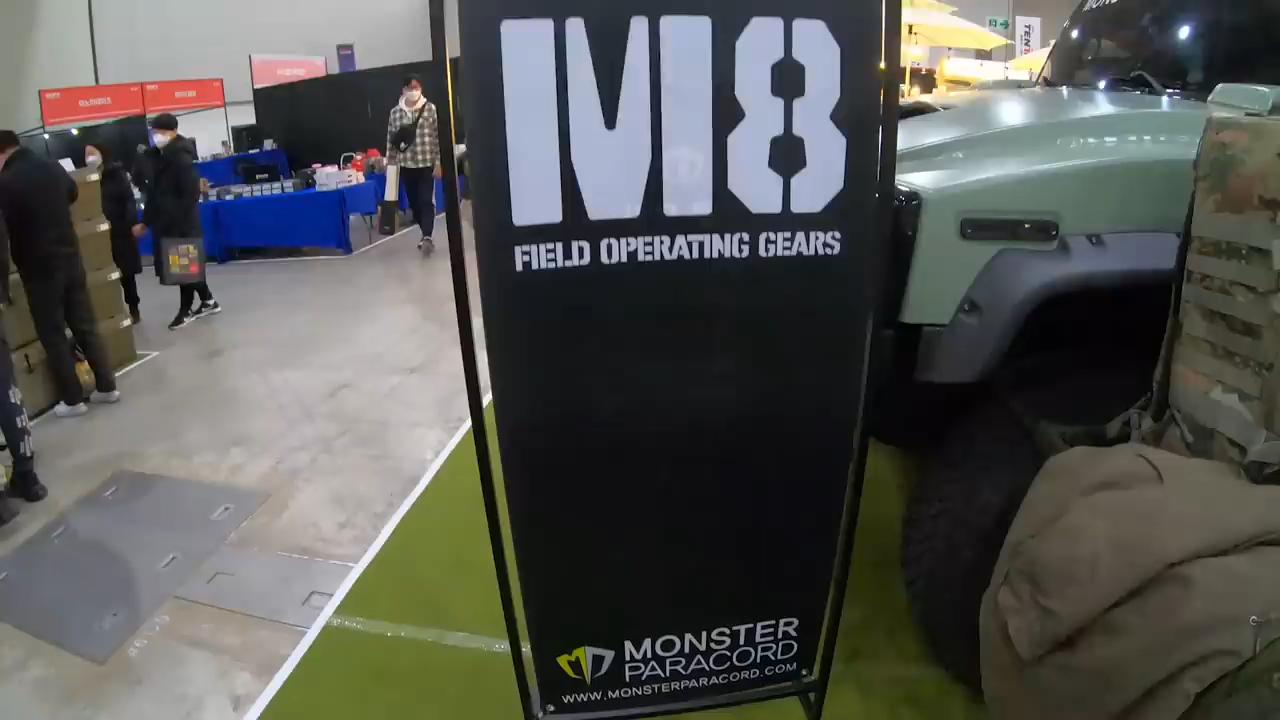 M8
FIELD OPERATING GEARS
MONSTER
PARACORD
WWW.MONSTERPARACORD.COM